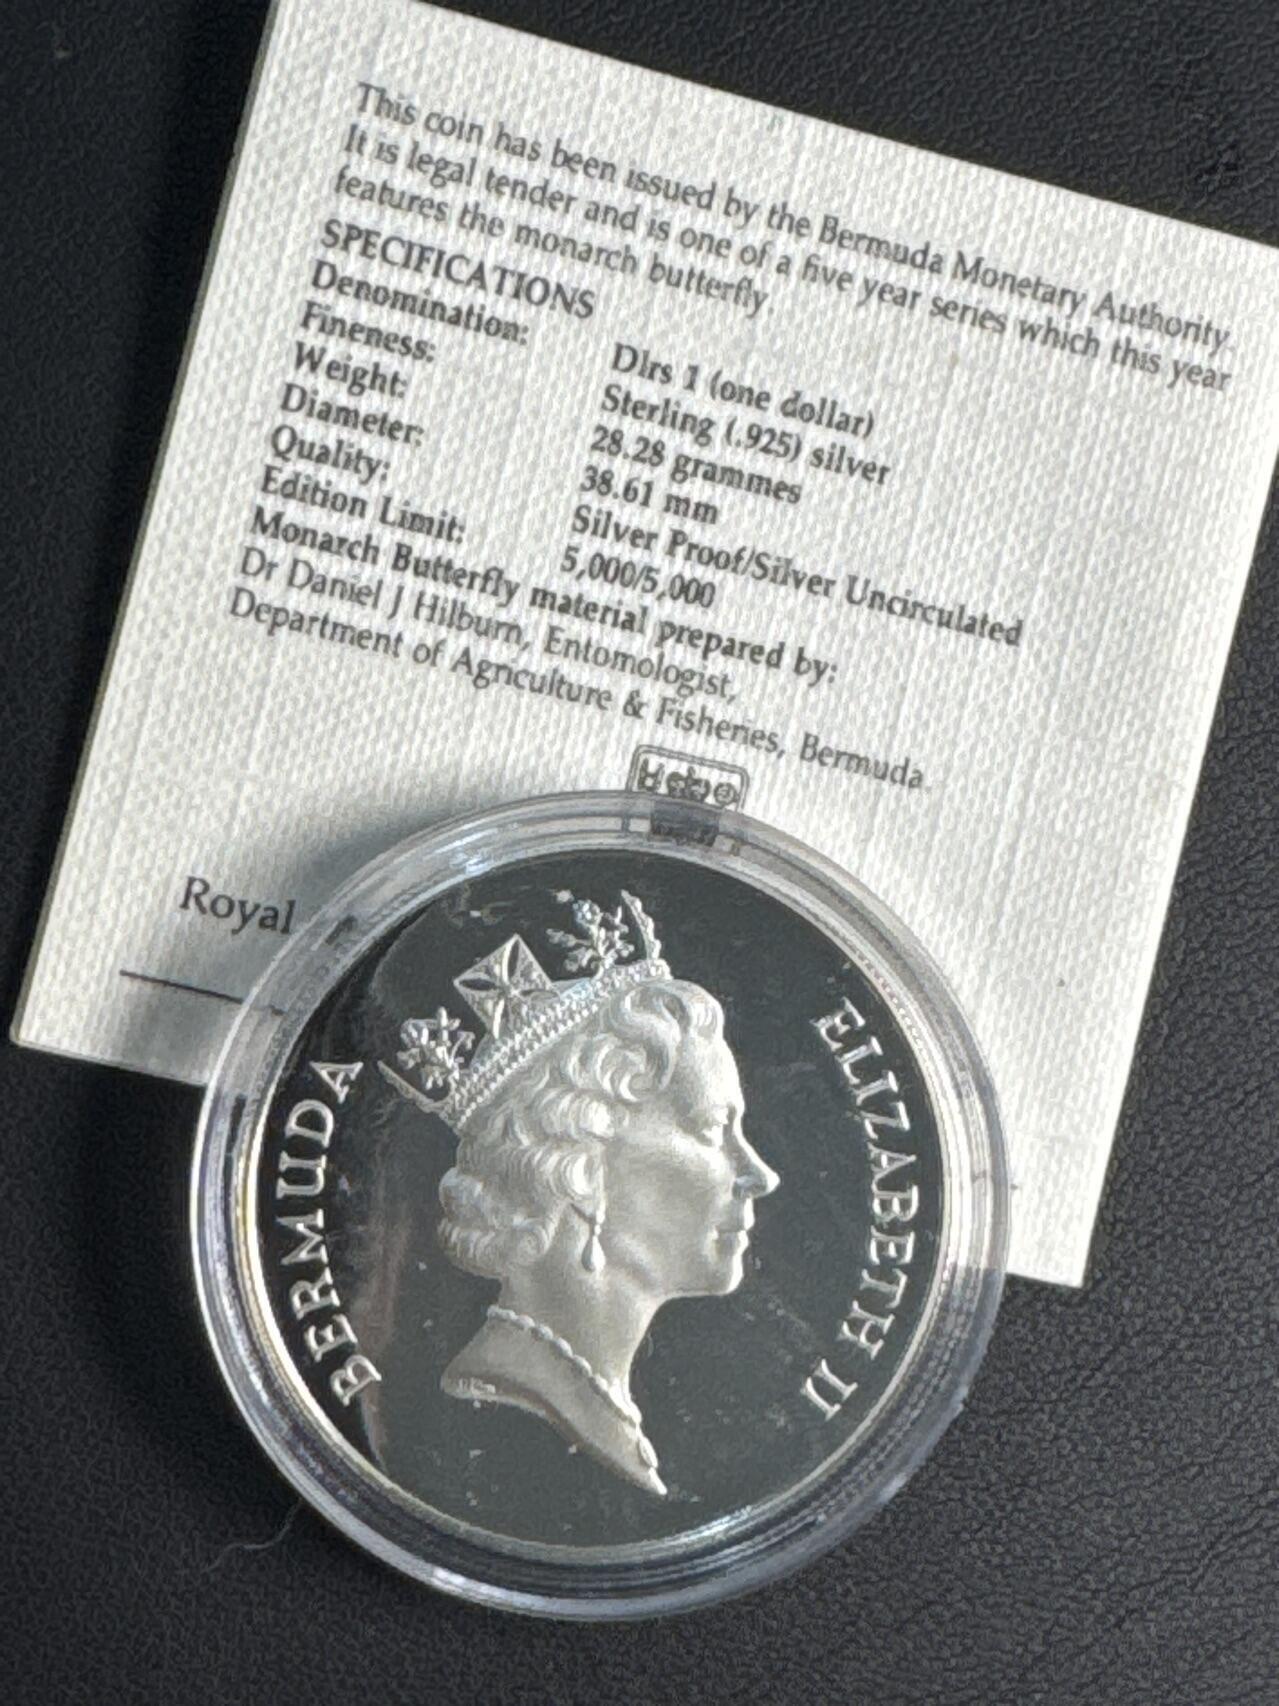 This coin has been issued by the Bermuda Monetary Authority.
It is legal tender and is one of a five year series which this year
features the monarch butterfly.
SPECIFICATIONS
Denomination: Dlrs 1 (one dollar)
Fineness: Sterling (.925) silver
Weight: 28.28 grammes
Diameter: 38.61 mm
Quality: Silver Proof/Silver Uncirculated
Edition Limit: 5,000/5,000
Monarch Butterfly material prepared by:
Dr Daniel J Hilburn, Entomologist,
Department of Agriculture & Fisheries, Bermuda.
Royal
BERMUDA
ELIZABETH II